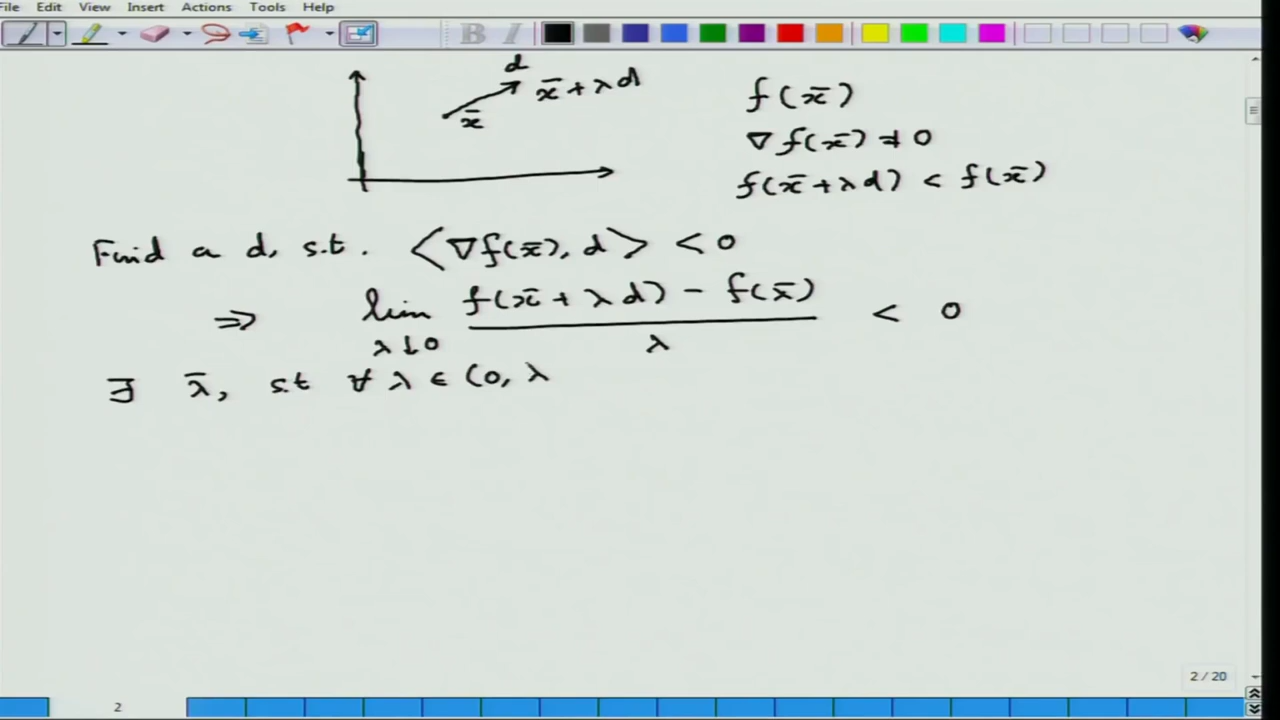 File Edit View Insert Actions Tools Help
B I
d
x̄ + λd
x̄
f(x̄)
∇f(x̄) ≠ 0
f(x̄ + λd) < f(x̄)
Find a d, s.t. ⟨∇f(x̄), d⟩ < 0
⇒ lim f(x̄ + λd) - f(x̄) < 0
λ↓0 λ
∃ λ̄, s.t ∀ λ ∈ (0, λ
2 / 20
2